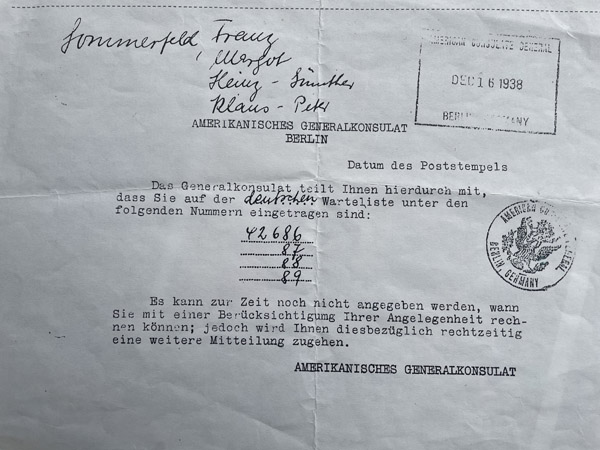 Sommerfeld, Franz
AMERICAN CONSULATE GENERAL
, Margot
Heinz - Günther
DEC 16 1938
Klaus - Peter
BERLIN, GERMANY
AMERIKANISCHES GENERALKONSULAT
BERLIN
Datum des Poststempels
Das Generalkonsulat teilt Ihnen hierdurch mit,
dass Sie auf der deutschen Warteliste unter den
folgenden Nummern eingetragen sind:
42686
87
88
89
AMERICAN CONSULATE GENERAL
BERLIN, GERMANY
Es kann zur Zeit noch nicht angegeben werden, wann
Sie mit einer Berücksichtigung Ihrer Angelegenheit rech-
nen können; jedoch wird Ihnen diesbezüglich rechtzeitig
eine weitere Mitteilung zugehen.
AMERIKANISCHES GENERALKONSULAT